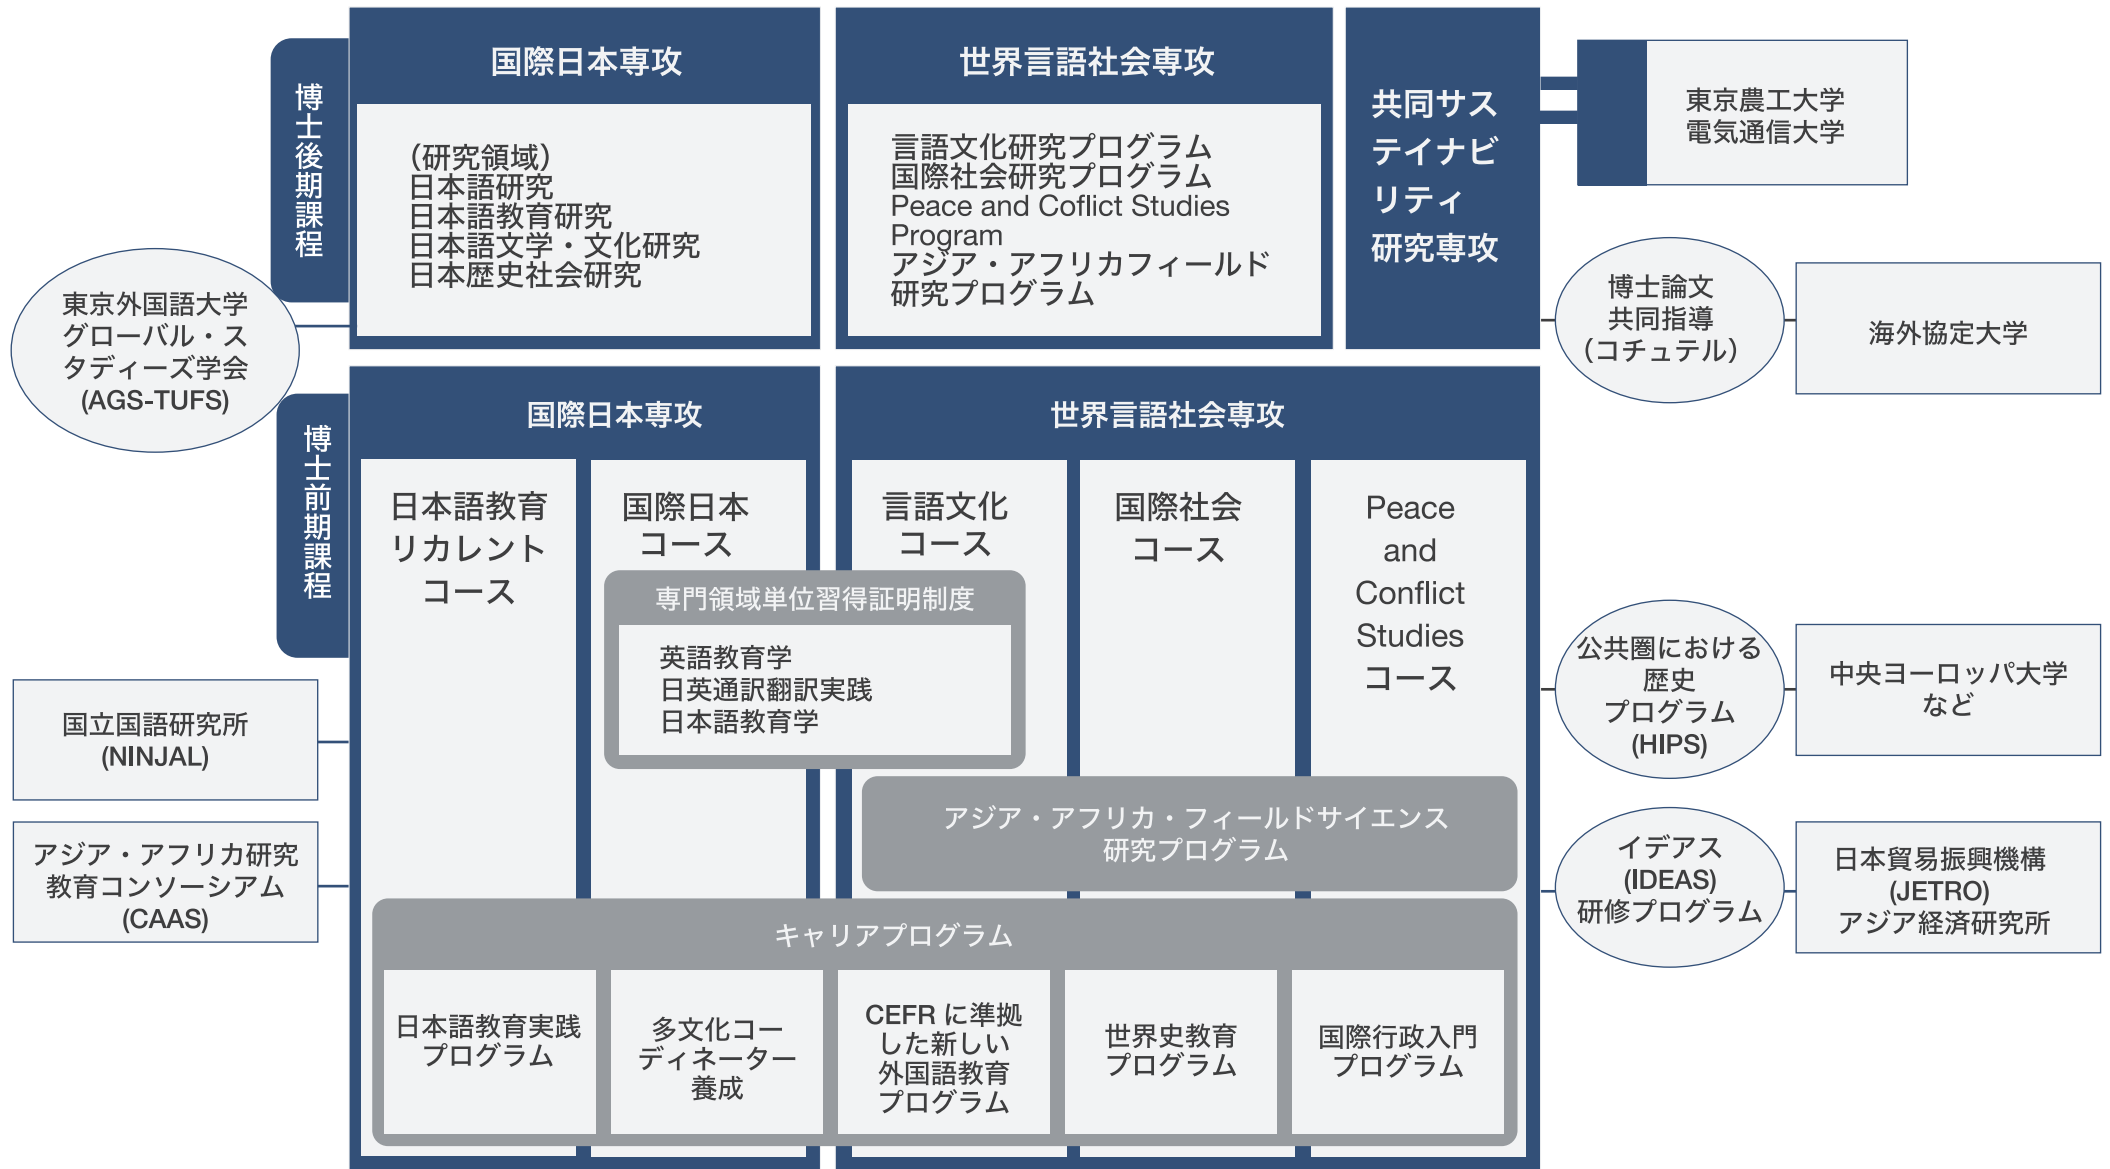 博士後期課程
国際日本専攻
（研究領域）
日本語研究
日本語教育研究
日本語文学・文化研究
日本歴史社会研究
世界言語社会専攻
言語文化研究プログラム
国際社会研究プログラム
Peace and Coflict Studies
Program
アジア・アフリカフィールド
研究プログラム
共同サス
テイナビ
リティ
研究専攻
東京農工大学
電気通信大学
博士論文
共同指導
（コチュテル）
海外協定大学
東京外国語大学
グローバル・ス
タディーズ学会
(AGS-TUFS)
博士前期課程
国際日本専攻
日本語教育
リカレント
コース
国際日本
コース
世界言語社会専攻
言語文化
コース
国際社会
コース
Peace
and
Conflict
Studies
コース
専門領域単位習得証明制度
英語教育学
日英通訳翻訳実践
日本語教育学
アジア・アフリカ・フィールドサイエンス
研究プログラム
キャリアプログラム
日本語教育実践
プログラム
多文化コー
ディネーター
養成
CEFR に準拠
した新しい
外国語教育
プログラム
世界史教育
プログラム
国際行政入門
プログラム
国立国語研究所
(NINJAL)
アジア・アフリカ研究
教育コンソーシアム
(CAAS)
公共圏における
歴史
プログラム
(HIPS)
中央ヨーロッパ大学
など
イデアス
(IDEAS)
研修プログラム
日本貿易振興機構
(JETRO)
アジア経済研究所